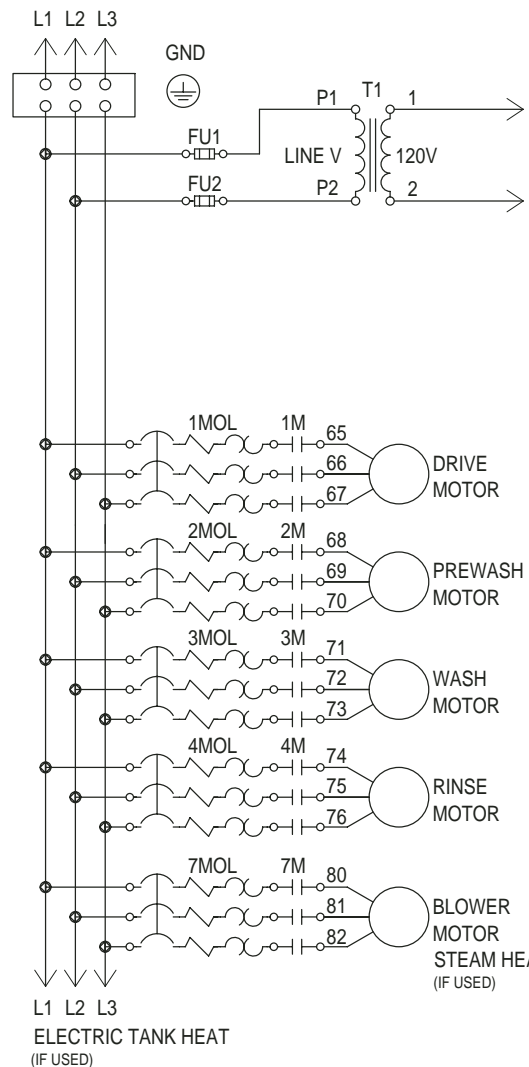 L1 L2 L3
GND
P1 T1 1
FU1
LINE V 120V
FU2 P2 2
1MOL 1M 65
66 DRIVE
67 MOTOR
2MOL 2M 68
69 PREWASH
70 MOTOR
3MOL 3M 71
72 WASH
73 MOTOR
4MOL 4M 74
75 RINSE
76 MOTOR
7MOL 7M 80
81 BLOWER
82 MOTOR
STEAM HEA
(IF USED)
L1 L2 L3
ELECTRIC TANK HEAT
(IF USED)